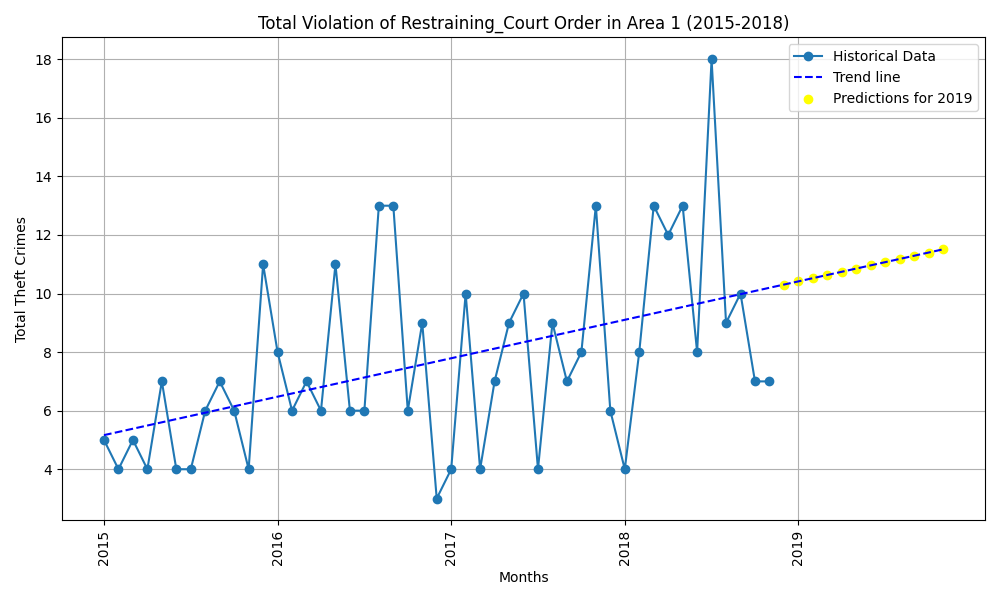 Total Violation of Restraining_Court Order in Area 1 (2015-2018)
Historical Data
Trend line
Predictions for 2019
Total Theft Crimes
18
16
14
12
10
8
6
4
2015
2016
2017
2018
2019
Months